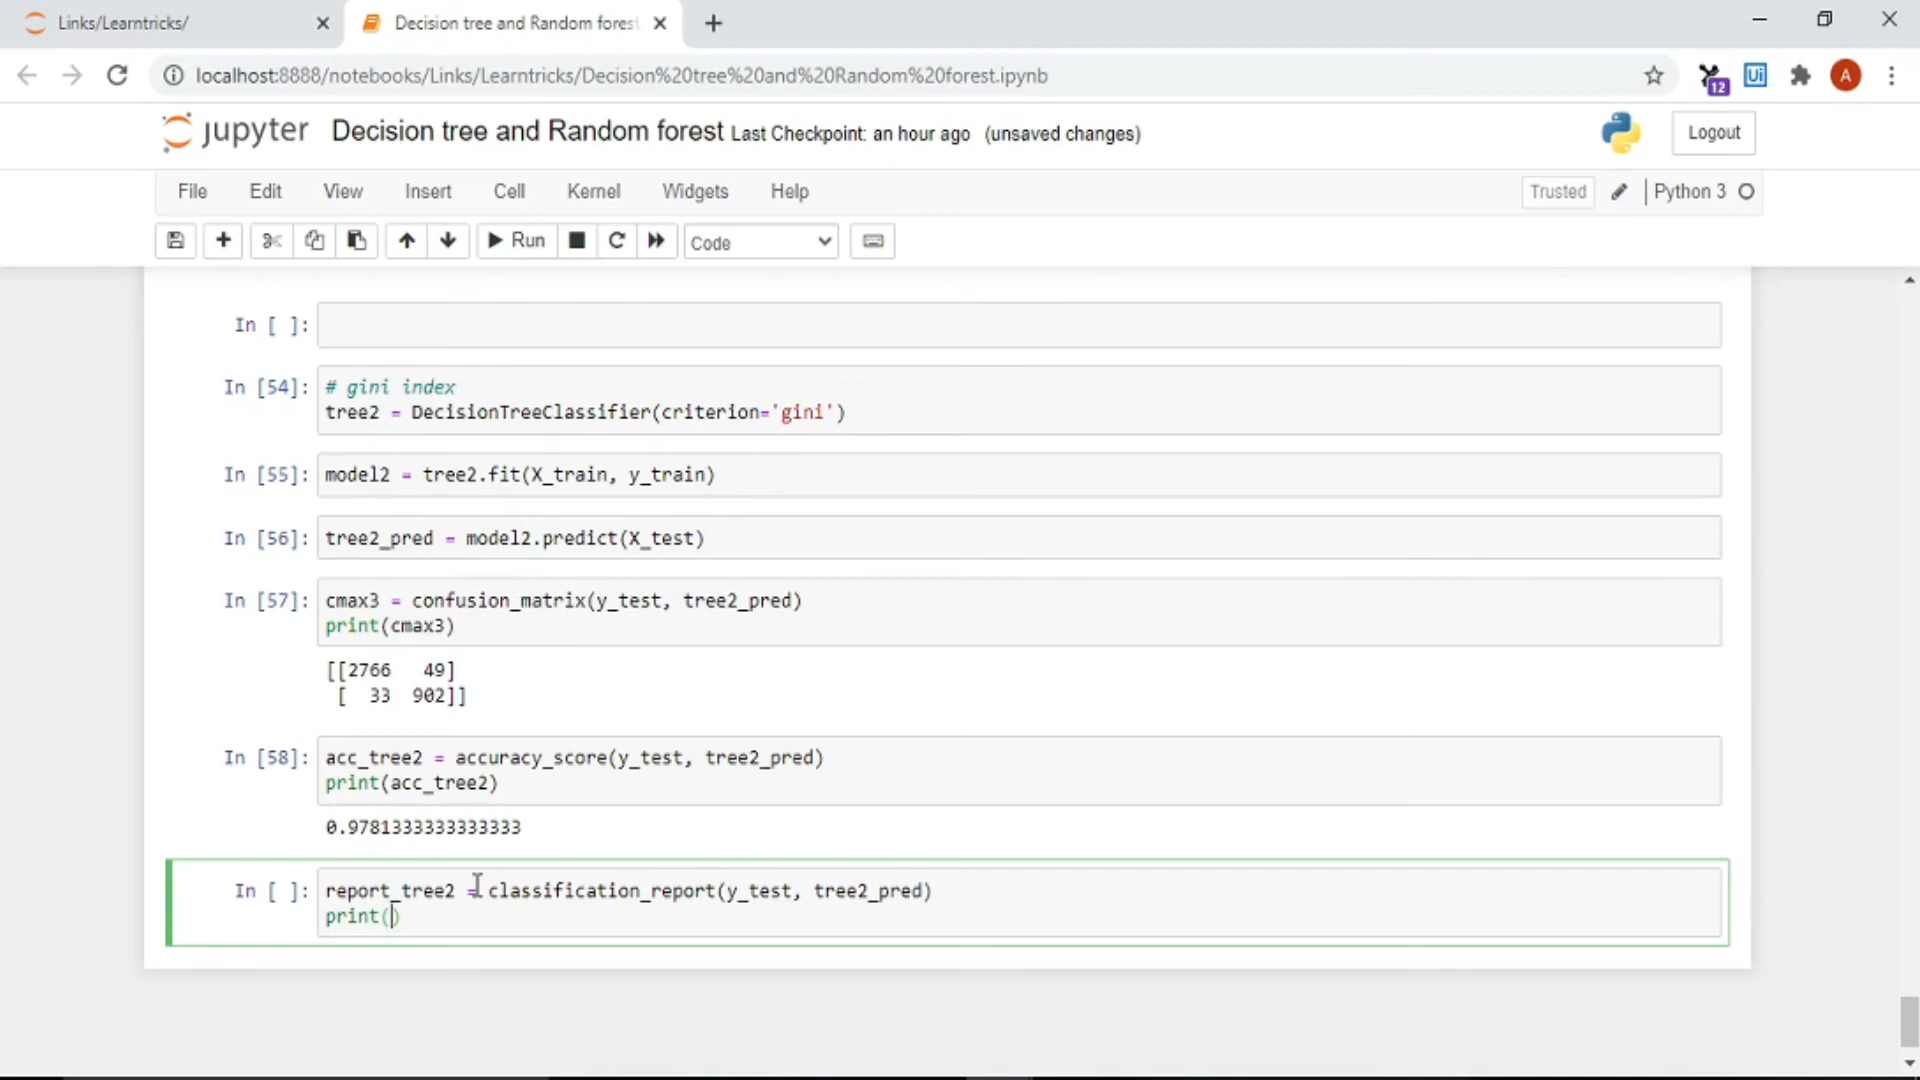 Links/Learntricks/
Decision tree and Random forest
localhost:8888/notebooks/Links/Learntricks/Decision%20tree%20and%20Random%20forest.ipynb
12
Ui
A
jupyter Decision tree and Random forest Last Checkpoint: an hour ago (unsaved changes)
Logout
File Edit View Insert Cell Kernel Widgets Help
Trusted
Python 3
Run
Code
In [ ]:
In [54]: # gini index
tree2 = DecisionTreeClassifier(criterion='gini')
In [55]: model2 = tree2.fit(X_train, y_train)
In [56]: tree2_pred = model2.predict(X_test)
In [57]: cmax3 = confusion_matrix(y_test, tree2_pred)
print(cmax3)
[[2766   49]
 [  33  902]]
In [58]: acc_tree2 = accuracy_score(y_test, tree2_pred)
print(acc_tree2)
0.9781333333333333
In [ ]: report_tree2 = classification_report(y_test, tree2_pred)
print()